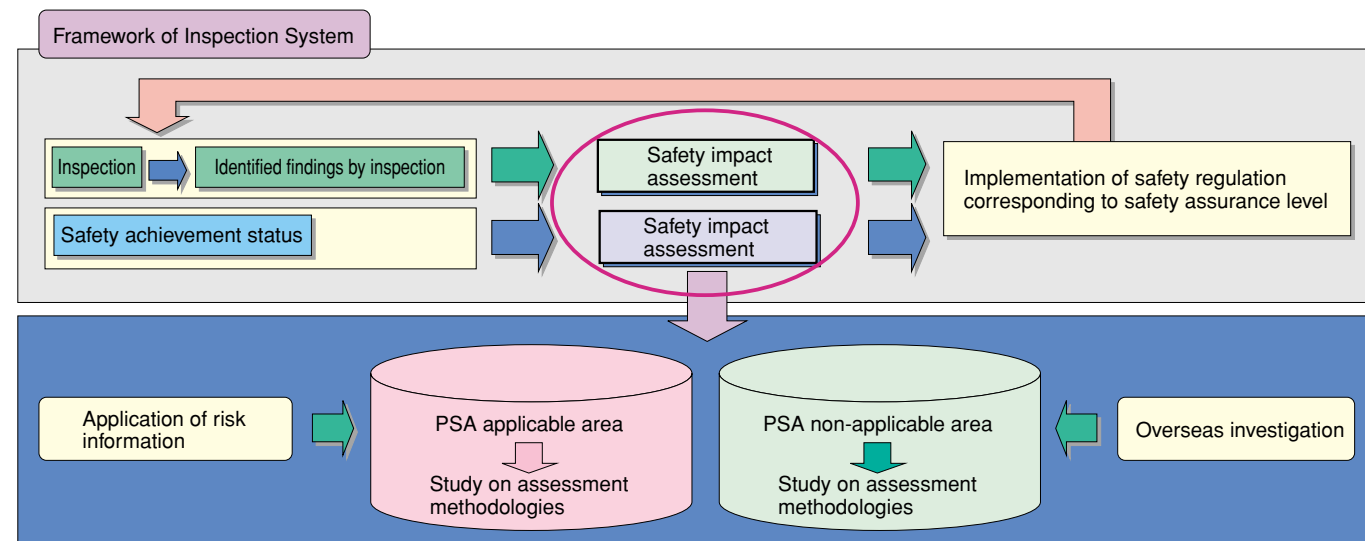 Framework of Inspection System
Inspection
Identified findings by inspection
Safety impact
assessment
Implementation of safety regulation
corresponding to safety assurance level
Safety achievement status
Safety impact
assessment
Application of risk
information
PSA applicable area
Study on assessment
methodologies
PSA non-applicable area
Study on assessment
methodologies
Overseas investigation